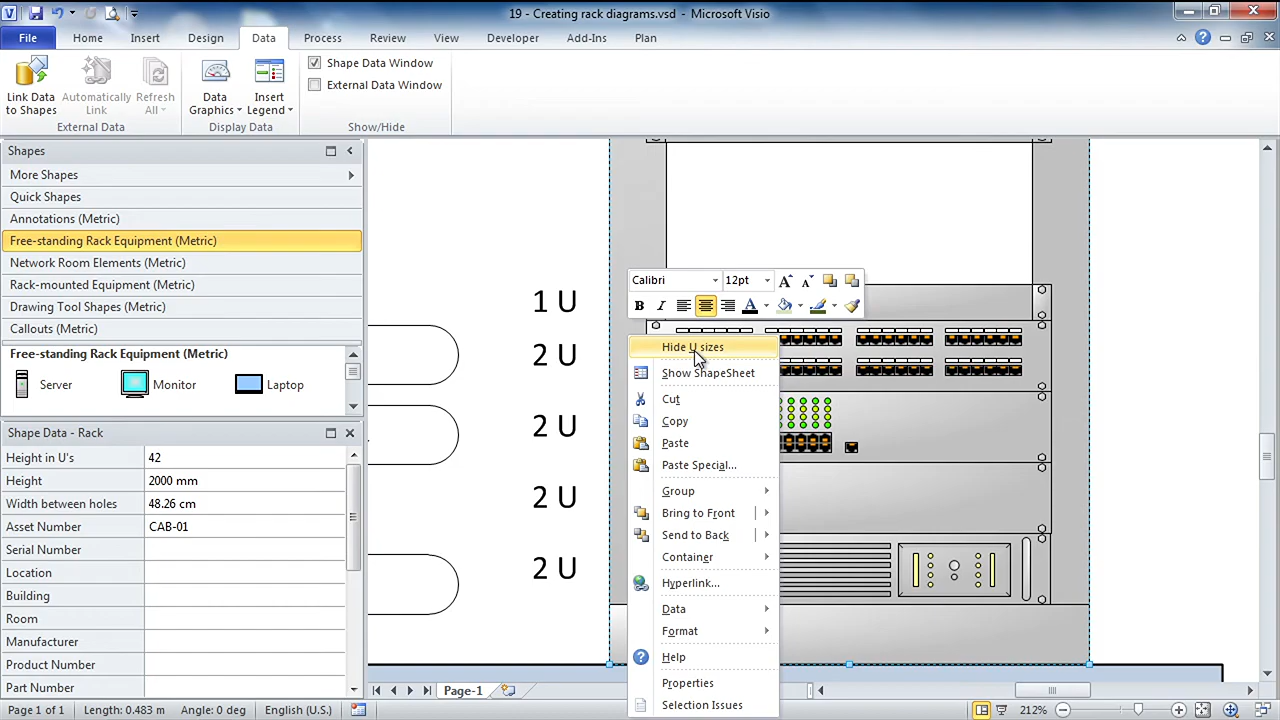 19 - Creating rack diagrams.vsd - Microsoft Visio
File Home Insert Design Data Process Review View Developer Add-Ins Plan
Link Data to Shapes
Automatically Link
Refresh All
External Data
Data Graphics
Insert Legend
Display Data
Shape Data Window
External Data Window
Show/Hide
Shapes
More Shapes
Quick Shapes
Annotations (Metric)
Free-standing Rack Equipment (Metric)
Network Room Elements (Metric)
Rack-mounted Equipment (Metric)
Drawing Tool Shapes (Metric)
Callouts (Metric)
Free-standing Rack Equipment (Metric)
Server Monitor Laptop
Shape Data - Rack
Height in U's 42
Height 2000 mm
Width between holes 48.26 cm
Asset Number CAB-01
Serial Number
Location
Building
Room
Manufacturer
Product Number
Part Number
1 U
2 U
2 U
2 U
2 U
Calibri 12pt A A
B I A
Hide U sizes
Show ShapeSheet
Cut
Copy
Paste
Paste Special...
Group
Bring to Front
Send to Back
Container
Hyperlink...
Data
Format
Help
Properties
Selection Issues
Page-1
Page 1 of 1 Length: 0.483 m Angle: 0 deg English (U.S.) 212%